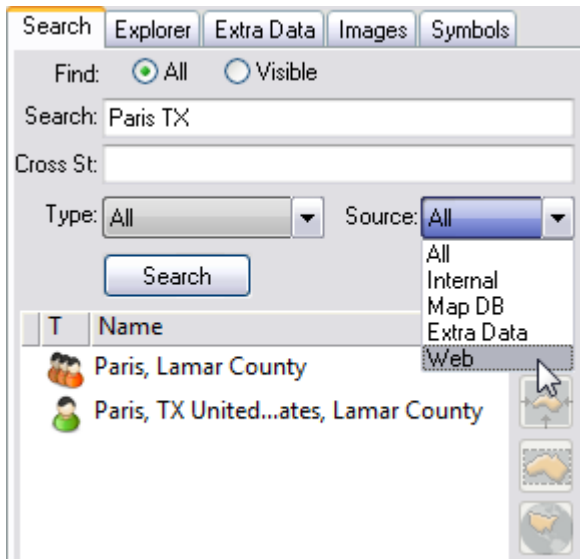 Search Explorer Extra Data Images Symbols
Find: All Visible
Search: Paris TX
Cross St:
Type: All Source: All
All
Internal
Map DB
Extra Data
Web
Search
T Name
Paris, Lamar County
Paris, TX United...ates, Lamar County